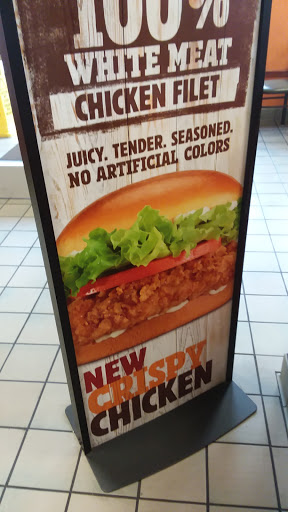 100%
WHITE MEAT
CHICKEN FILET
JUICY. TENDER. SEASONED.
NO ARTIFICIAL COLORS
NEW
CRISPY
CHICKEN